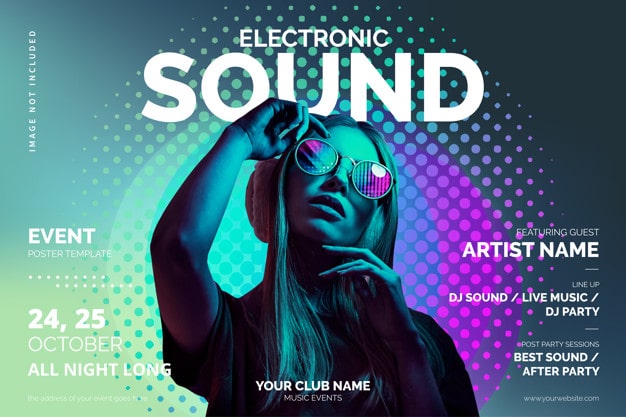 IMAGE NOT INCLUDED
ELECTRONIC
SOUND
EVENT
POSTER TEMPLATE
24, 25
OCTOBER
ALL NIGHT LONG
the address of your event goes here
YOUR CLUB NAME
MUSIC EVENTS
FEATURING GUEST
ARTIST NAME
LINE UP
DJ SOUND / LIVE MUSIC /
DJ PARTY
POST PARTY SESSIONS
BEST SOUND /
AFTER PARTY
www.yourwebsite.com